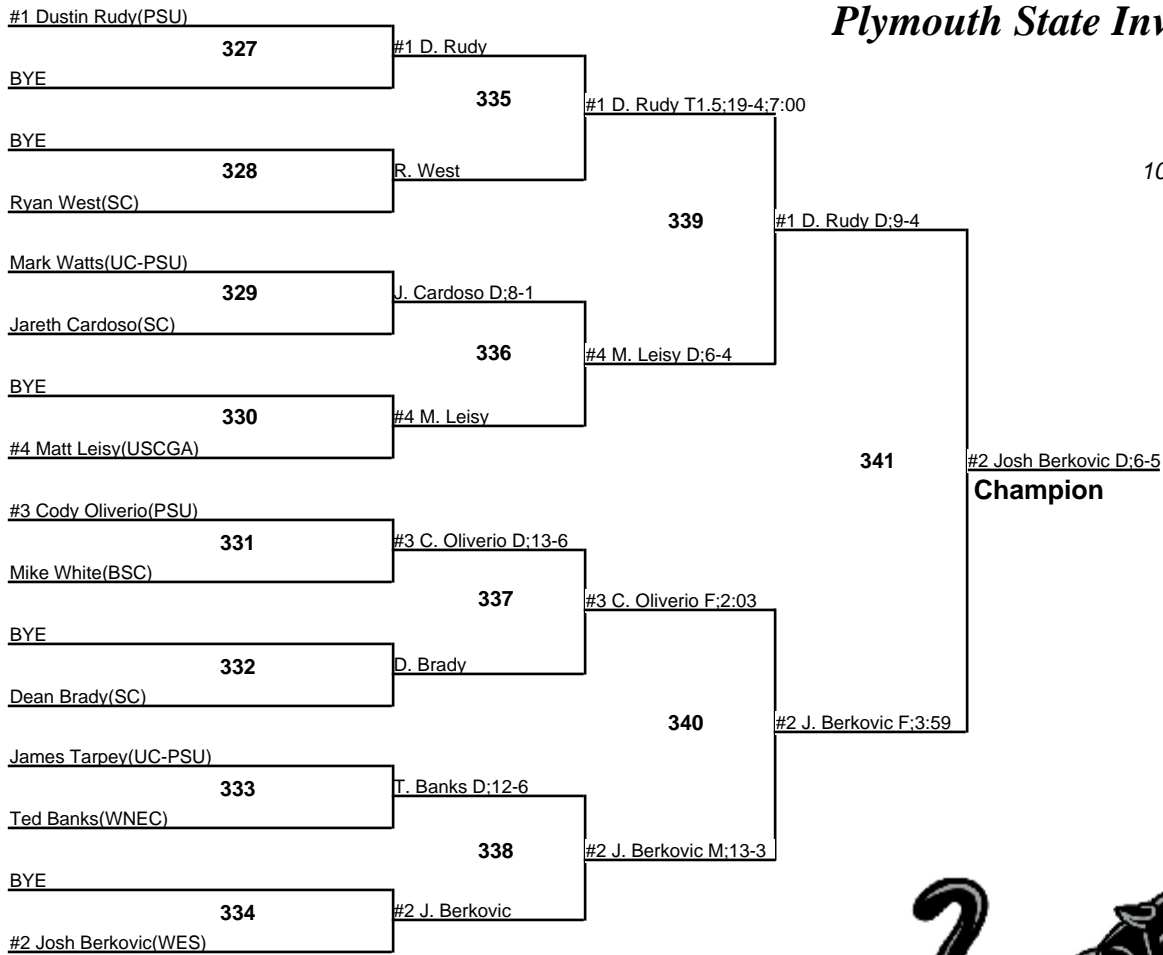 Plymouth State Inv
10
#1 Dustin Rudy(PSU)
327
BYE
BYE
328
Ryan West(SC)
Mark Watts(UC-PSU)
329
Jareth Cardoso(SC)
BYE
330
#4 Matt Leisy(USCGA)
#3 Cody Oliverio(PSU)
331
Mike White(BSC)
BYE
332
Dean Brady(SC)
James Tarpey(UC-PSU)
333
Ted Banks(WNEC)
BYE
334
#2 Josh Berkovic(WES)
#1 D. Rudy
335
R. West
J. Cardoso D;8-1
336
#4 M. Leisy
#3 C. Oliverio D;13-6
337
D. Brady
T. Banks D;12-6
338
#2 J. Berkovic
#1 D. Rudy T1.5;19-4;7:00
339
#4 M. Leisy D;6-4
#3 C. Oliverio F;2:03
340
#2 J. Berkovic M;13-3
#1 D. Rudy D;9-4
341
#2 J. Berkovic F;3:59
#2 Josh Berkovic D;6-5
Champion